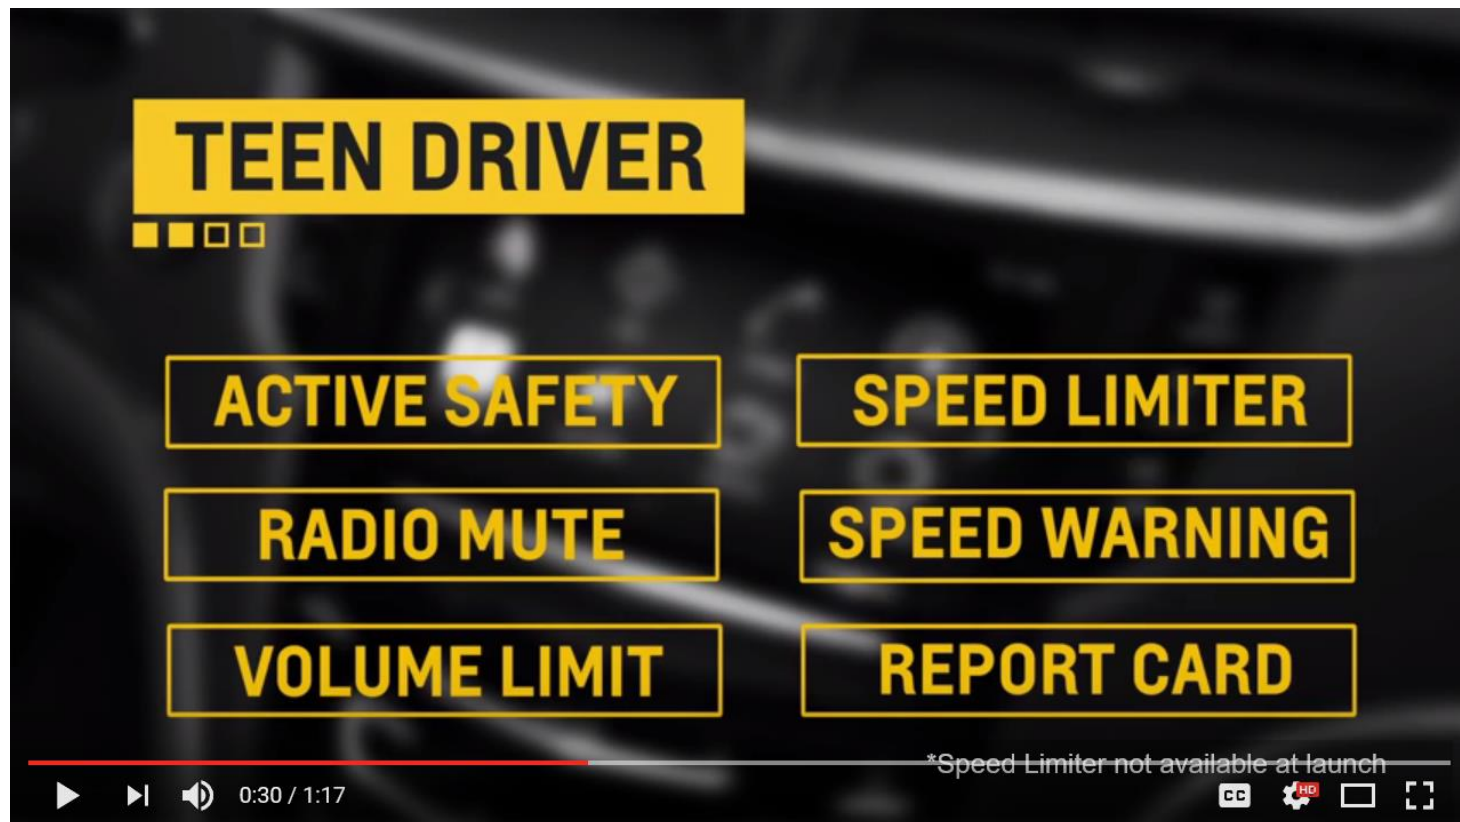 TEEN DRIVER
ACTIVE SAFETY
SPEED LIMITER
RADIO MUTE
SPEED WARNING
VOLUME LIMIT
REPORT CARD
*Speed Limiter not available at launch
0:30 / 1:17
CC
HD